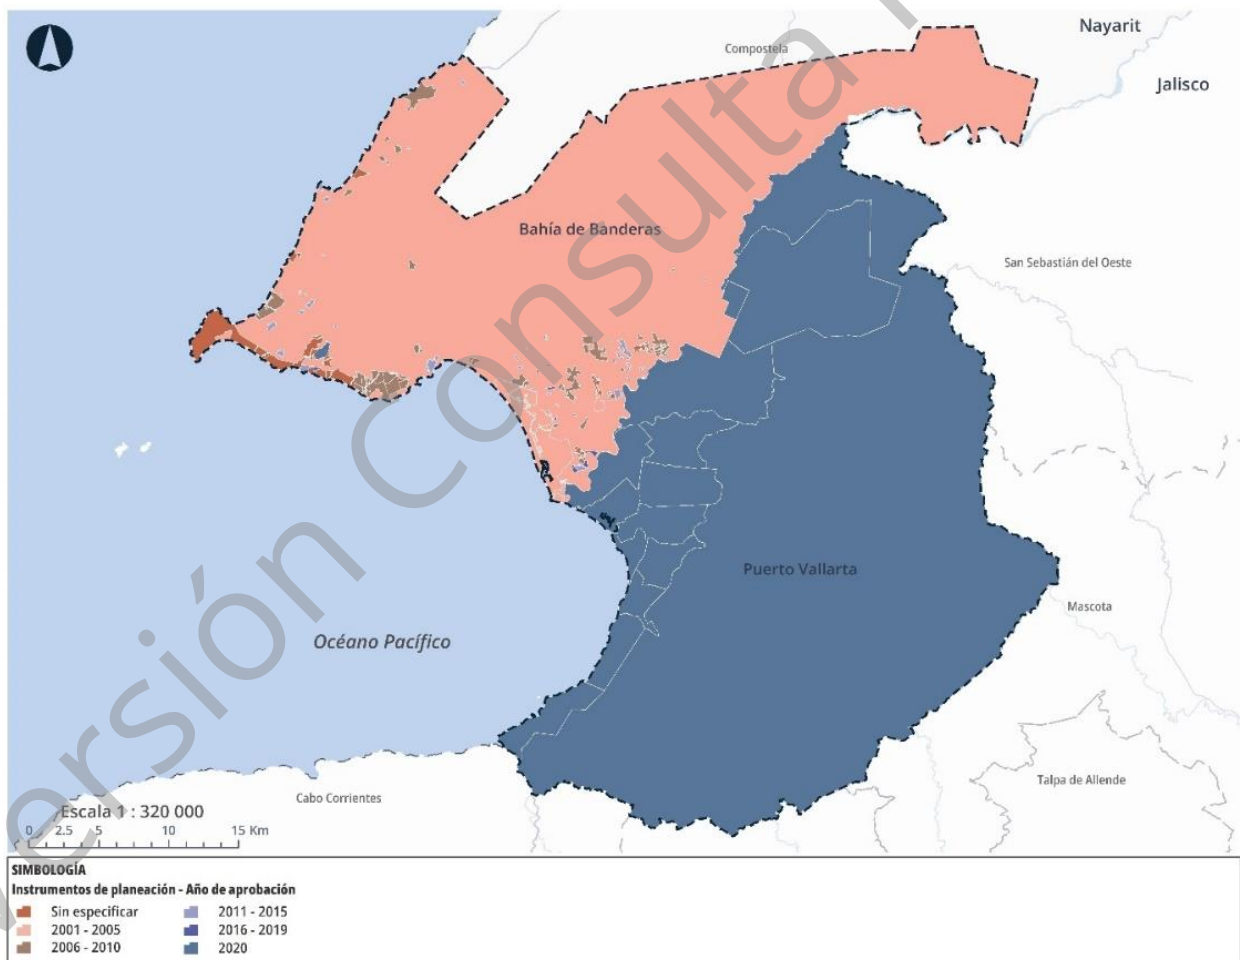 Nayarit
Compostela
Jalisco
Bahía de Banderas
San Sebastián del Oeste
Puerto Vallarta
Mascota
Océano Pacífico
Talpa de Allende
Cabo Corrientes
Escala 1 : 320 000
0 2.5 5 10 15 Km
Versión Consulta
SIMBOLOGÍA
Instrumentos de planeación - Año de aprobación
Sin especificar
2001 - 2005
2006 - 2010
2011 - 2015
2016 - 2019
2020